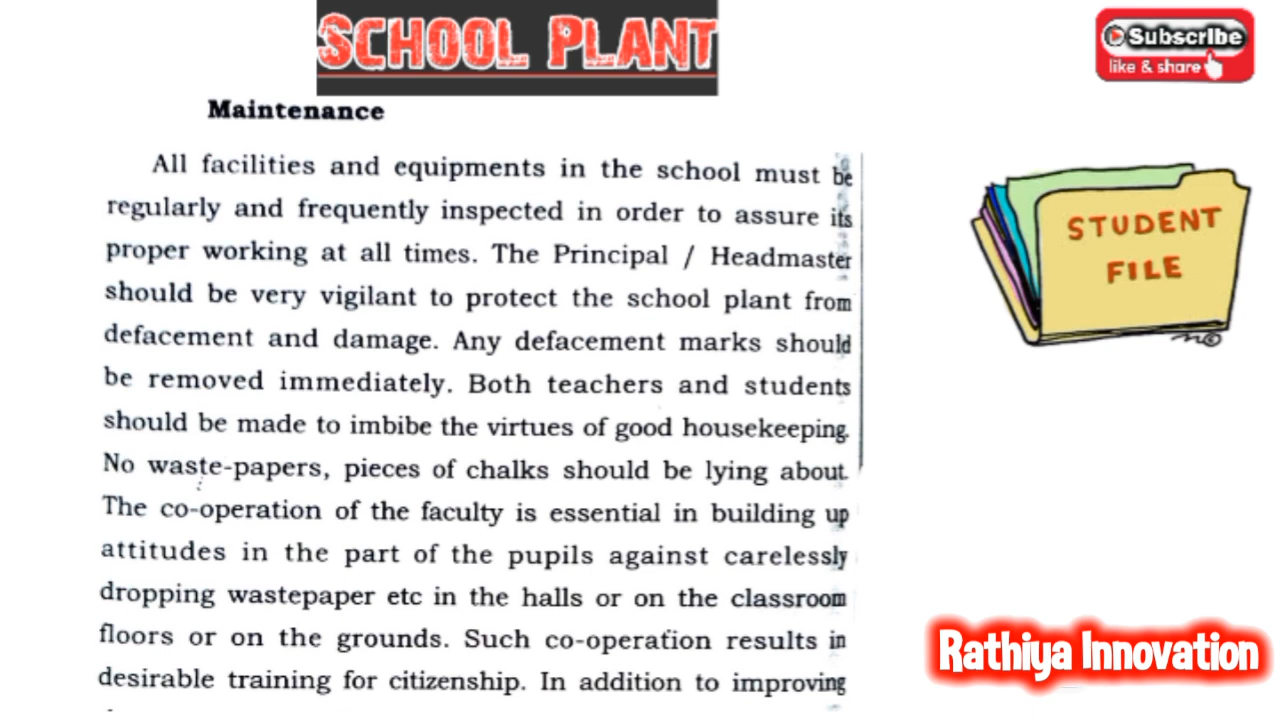 SCHOOL PLANT
Subscribe
like & share
Maintenance
All facilities and equipments in the school must be
regularly and frequently inspected in order to assure its
proper working at all times. The Principal / Headmaster
should be very vigilant to protect the school plant from
defacement and damage. Any defacement marks should
be removed immediately. Both teachers and students
should be made to imbibe the virtues of good housekeeping.
No waste-papers, pieces of chalks should be lying about.
The co-operation of the faculty is essential in building up
attitudes in the part of the pupils against carelessly
dropping wastepaper etc in the halls or on the classroom
floors or on the grounds. Such co-operation results in
desirable training for citizenship. In addition to improving
STUDENT
FILE
Rathiya Innovation